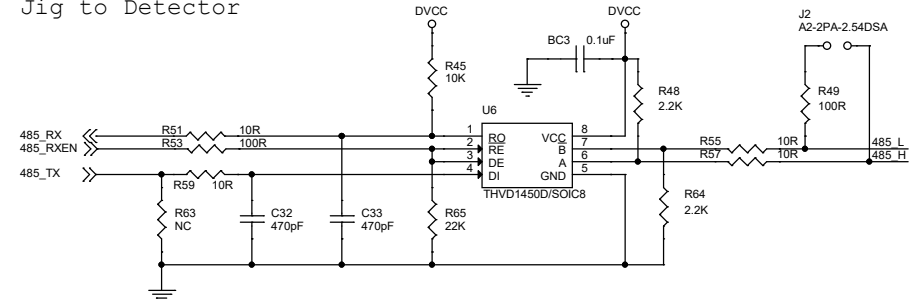 Jig to Detector
DVCC
DVCC
J2
A2-2PA-2.54DSA
BC3
0.1uF
R45
10K
R48
2.2K
R49
100R
U6
485_RX
R51
10R
1
RO
VCC
8
485_RXEN
R53
100R
2
RE
B
7
R55
10R
485_L
3
DE
A
6
R57
10R
485_H
485_TX
R59
10R
4
DI
GND
5
THVD1450D/SOIC8
R63
NC
C32
470pF
C33
470pF
R65
22K
R64
2.2K